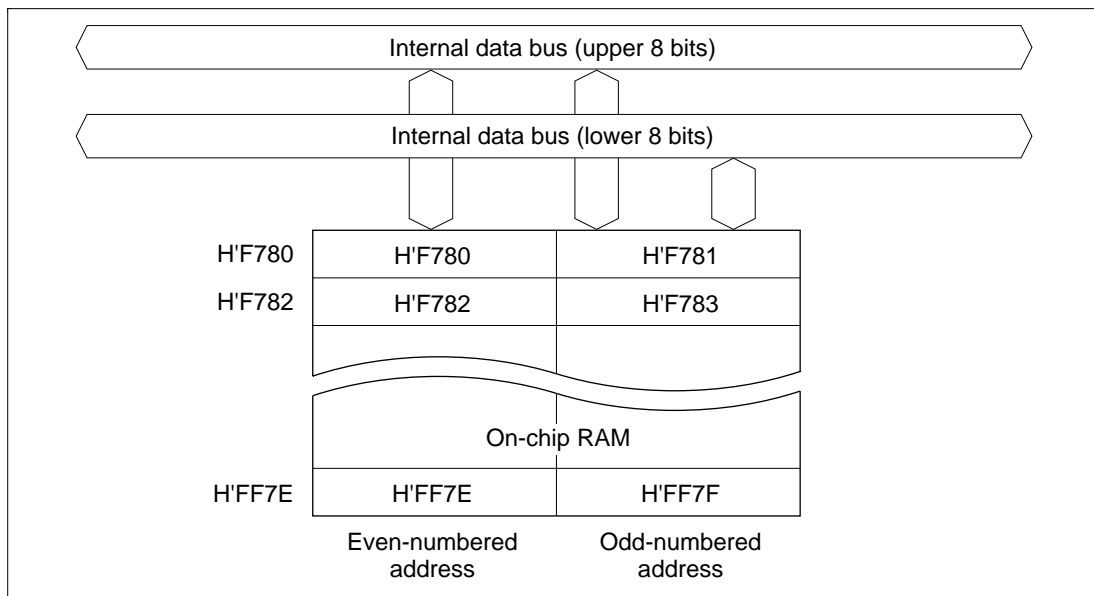 Internal data bus (upper 8 bits)
Internal data bus (lower 8 bits)
H'F780 H'F780 H'F781
H'F782 H'F782 H'F783
On-chip RAM
H'FF7E H'FF7E H'FF7F
Even-numbered Odd-numbered
address address